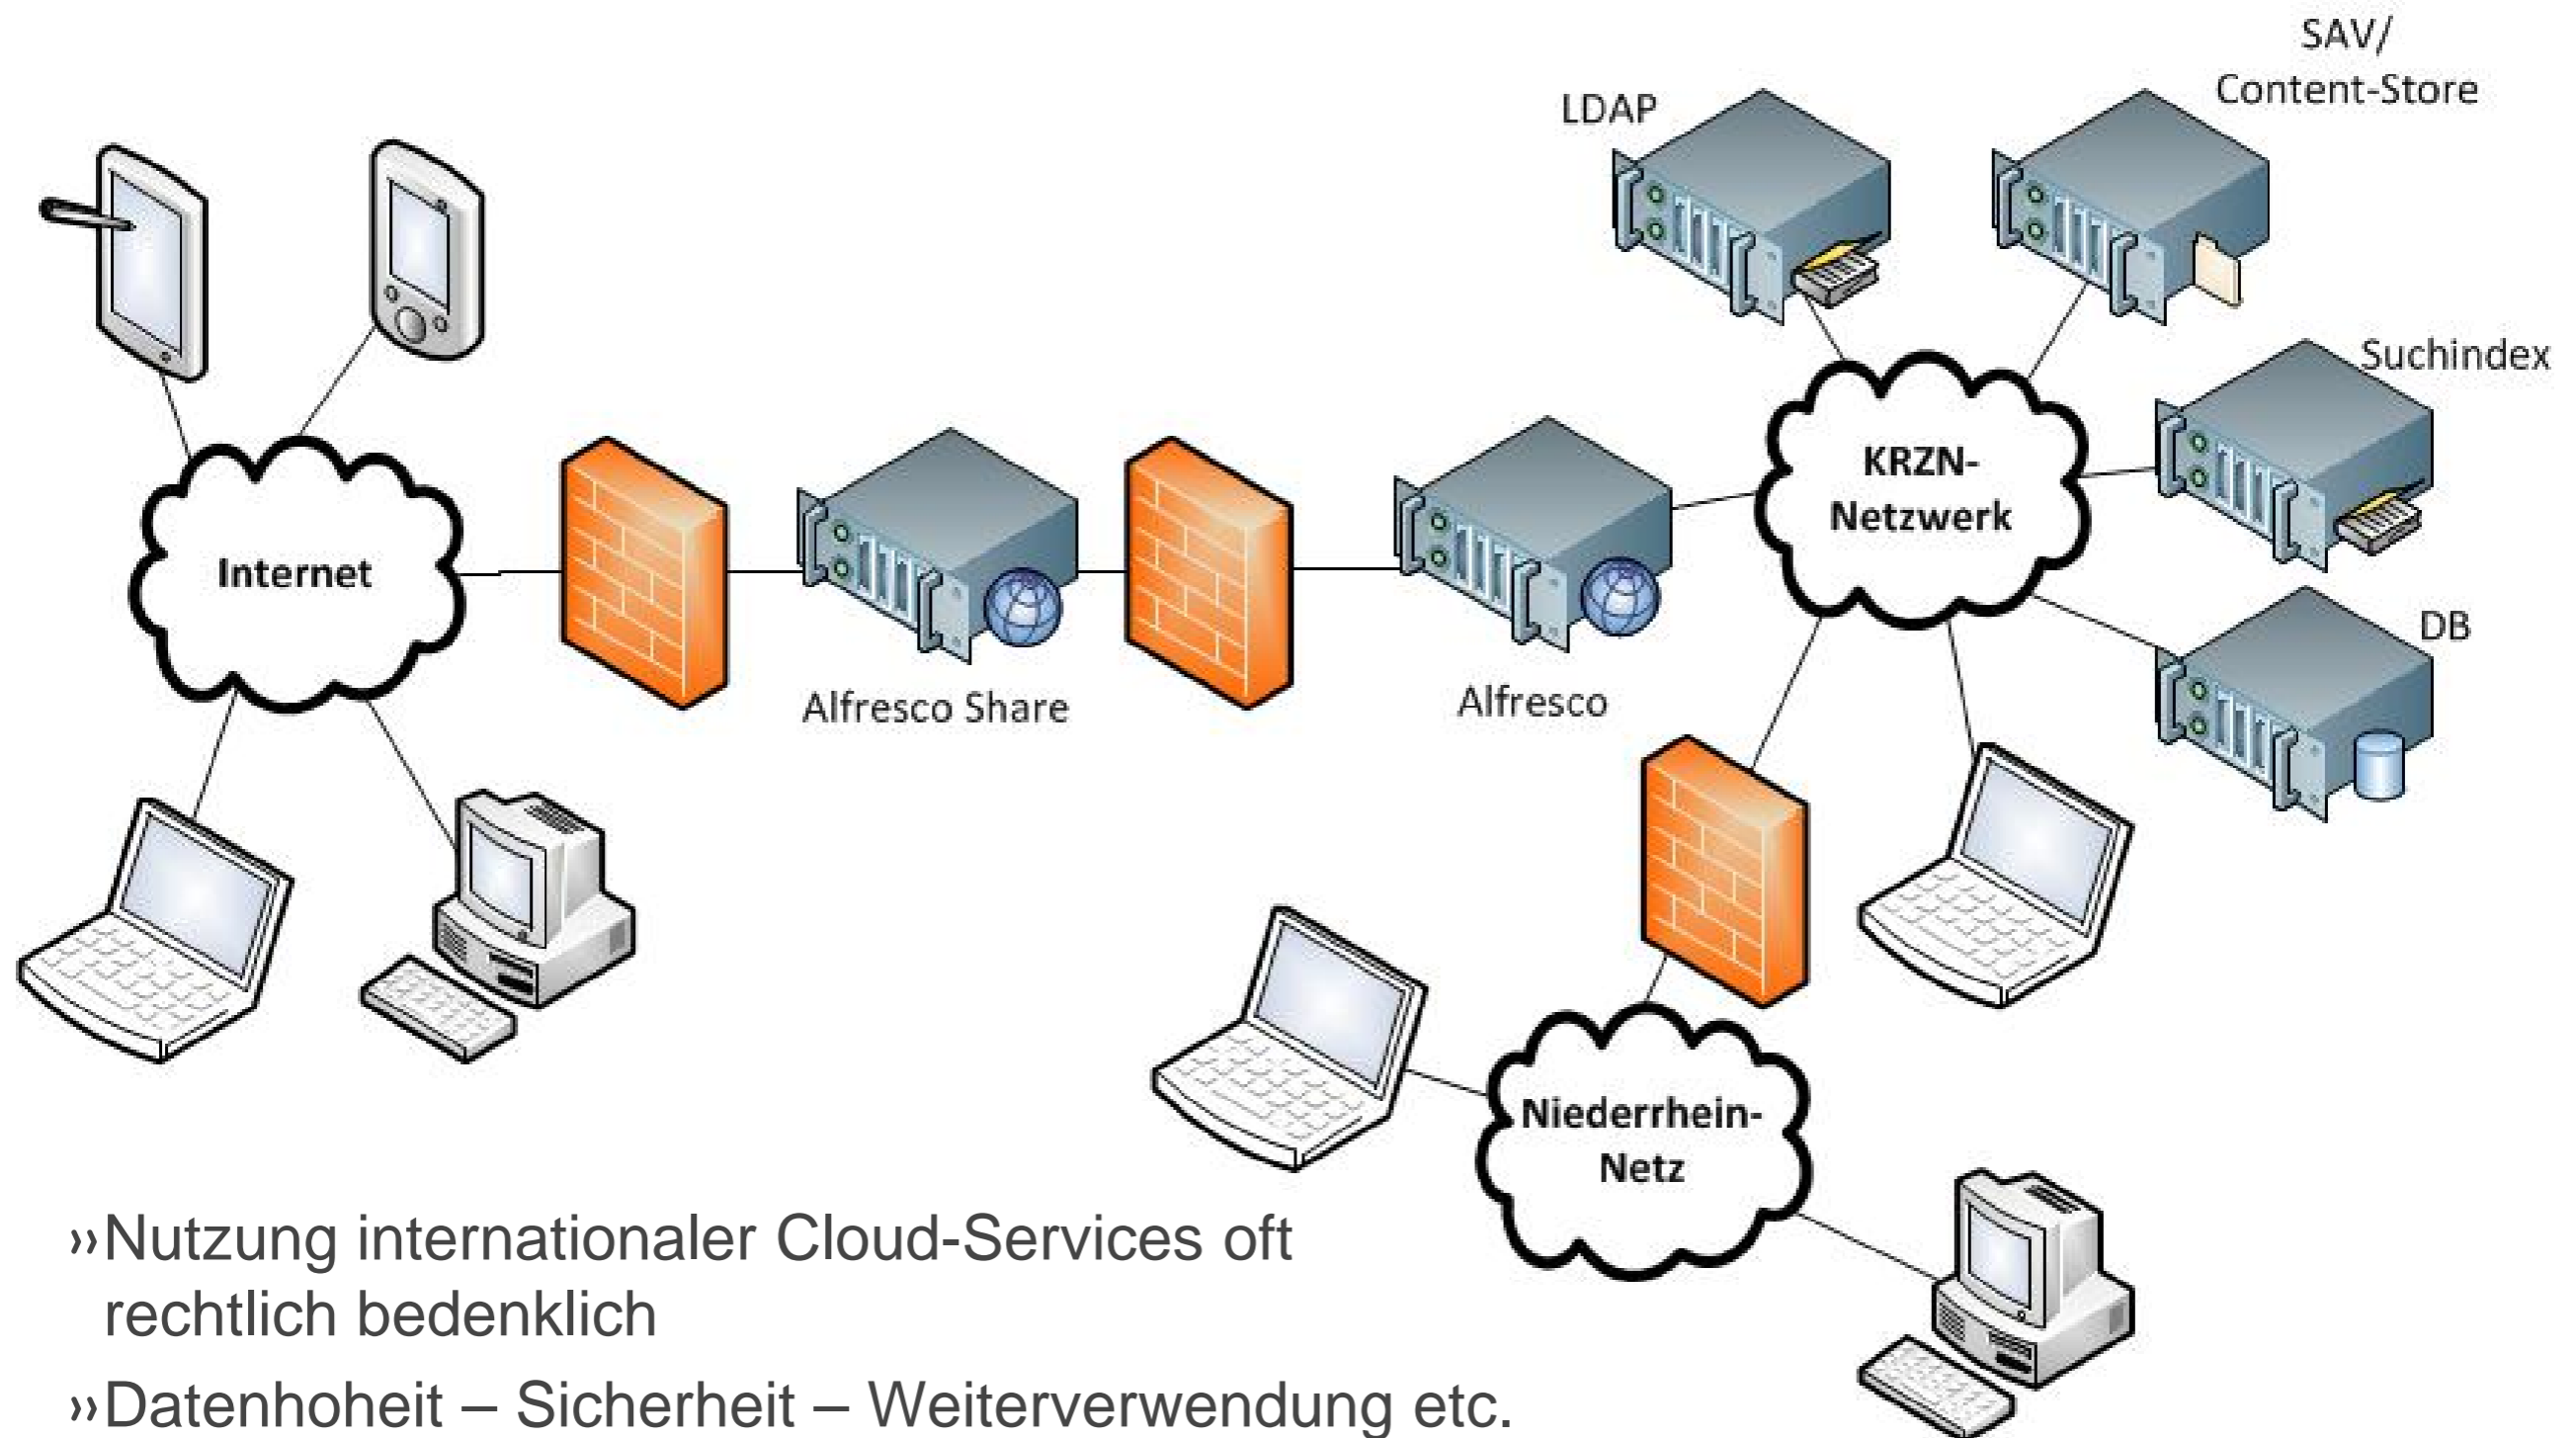 SAV/
Content-Store
LDAP
Suchindex
KRZN-
Netzwerk
Internet
DB
Alfresco Share
Alfresco
Niederrhein-
Netz
››Nutzung internationaler Cloud-Services oft
rechtlich bedenklich
››Datenhoheit – Sicherheit – Weiterverwendung etc.